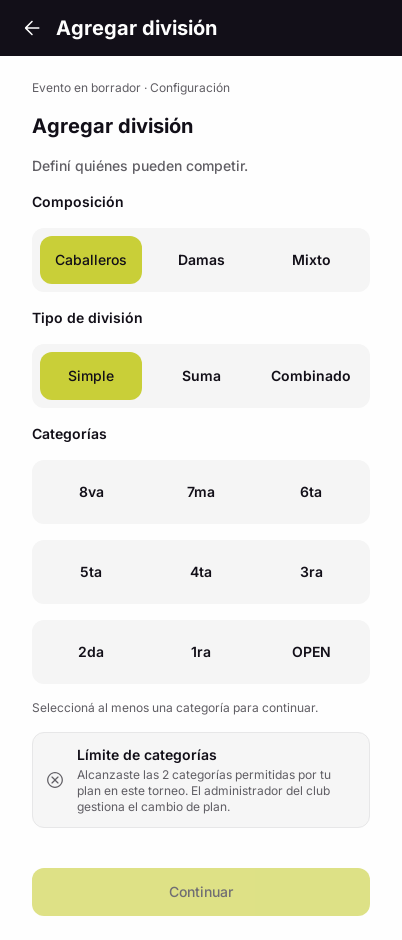 Agregar división
Evento en borrador · Configuración
Agregar división
Definí quiénes pueden competir.
Composición
Caballeros Damas Mixto
Tipo de división
Simple Suma Combinado
Categorías
8va 7ma 6ta
5ta 4ta 3ra
2da 1ra OPEN
Seleccioná al menos una categoría para continuar.
Límite de categorías
Alcanzaste las 2 categorías permitidas por tu
plan en este torneo. El administrador del club
gestiona el cambio de plan.
Continuar